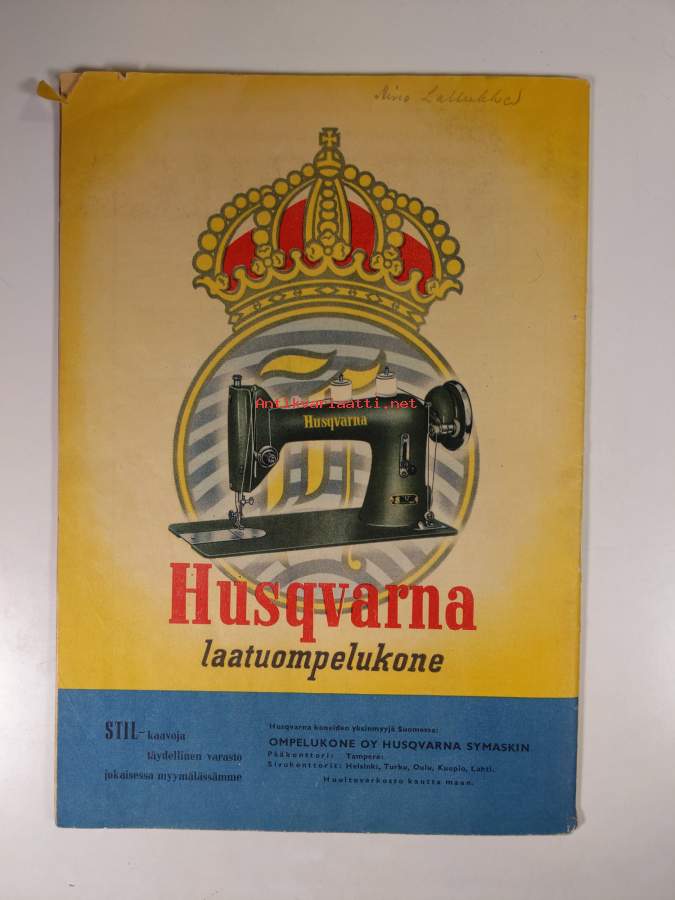 Antikvariaatti.net
Husqvarna
Husqvarna
laatuompelukone
STIL-kaavoja
täydellinen varasto
jokaisessa myymälässämme
Husqvarna koneiden yksinmyyjä Suomessa:
OMPELUKONE OY HUSQVARNA SYMASKIN
Pääkonttori: Tampere:
Sivukonttorit: Helsinki, Turku, Oulu, Kuopio, Lahti.
Huoltoverkosto kautta maan.